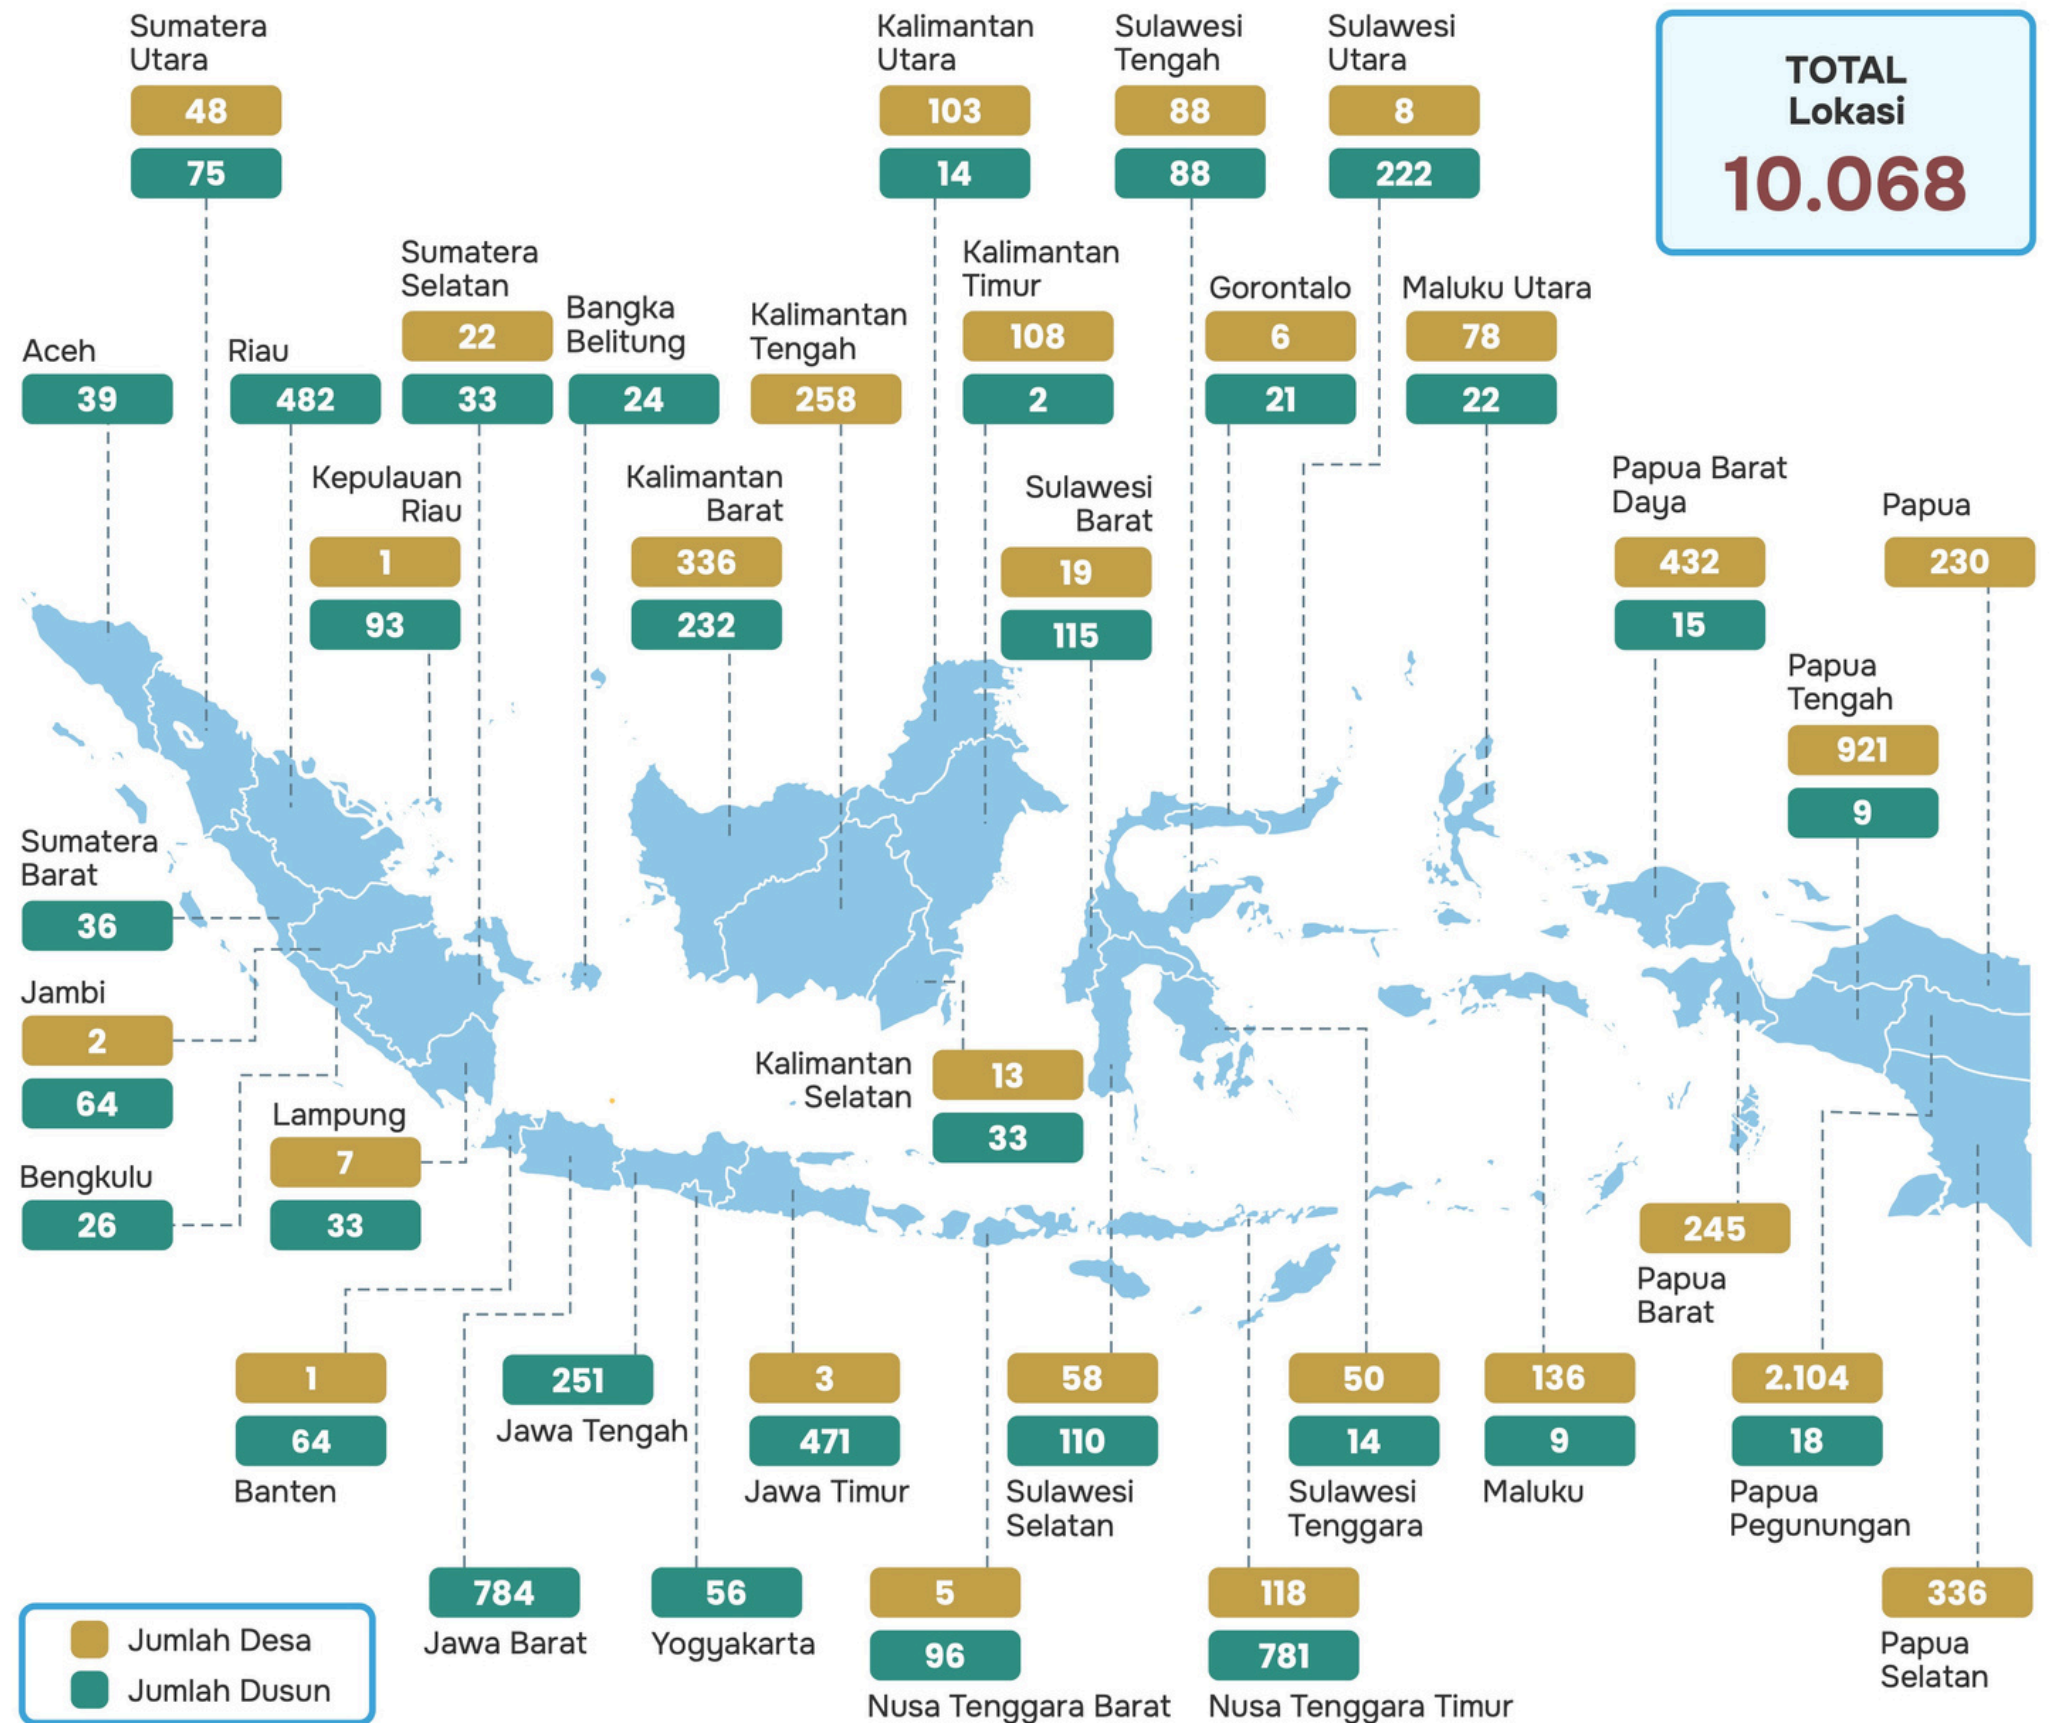 Sumatera
Utara
48
75
Kalimantan
Utara
103
14
Sulawesi
Tengah
88
88
Sulawesi
Utara
8
222
TOTAL
Lokasi
10.068
Aceh
39
Riau
482
Sumatera
Selatan
22
33
Bangka
Belitung
24
Kalimantan
Tengah
258
Kalimantan
Timur
108
2
Gorontalo
6
21
Maluku Utara
78
22
Kepulauan
Riau
1
93
Kalimantan
Barat
336
232
Sulawesi
Barat
19
115
Papua Barat
Daya
432
15
Papua
230
Papua
Tengah
921
9
Sumatera
Barat
36
Jambi
2
64
Bengkulu
26
Lampung
7
33
Kalimantan
Selatan
13
33
245
Papua
Barat
1
64
Banten
251
Jawa Tengah
3
471
Jawa Timur
58
110
Sulawesi
Selatan
50
14
Sulawesi
Tenggara
136
9
Maluku
2.104
18
Papua
Pegunungan
784
Jawa Barat
56
Yogyakarta
5
96
Nusa Tenggara Barat
118
781
Nusa Tenggara Timur
336
Papua
Selatan
Jumlah Desa
Jumlah Dusun